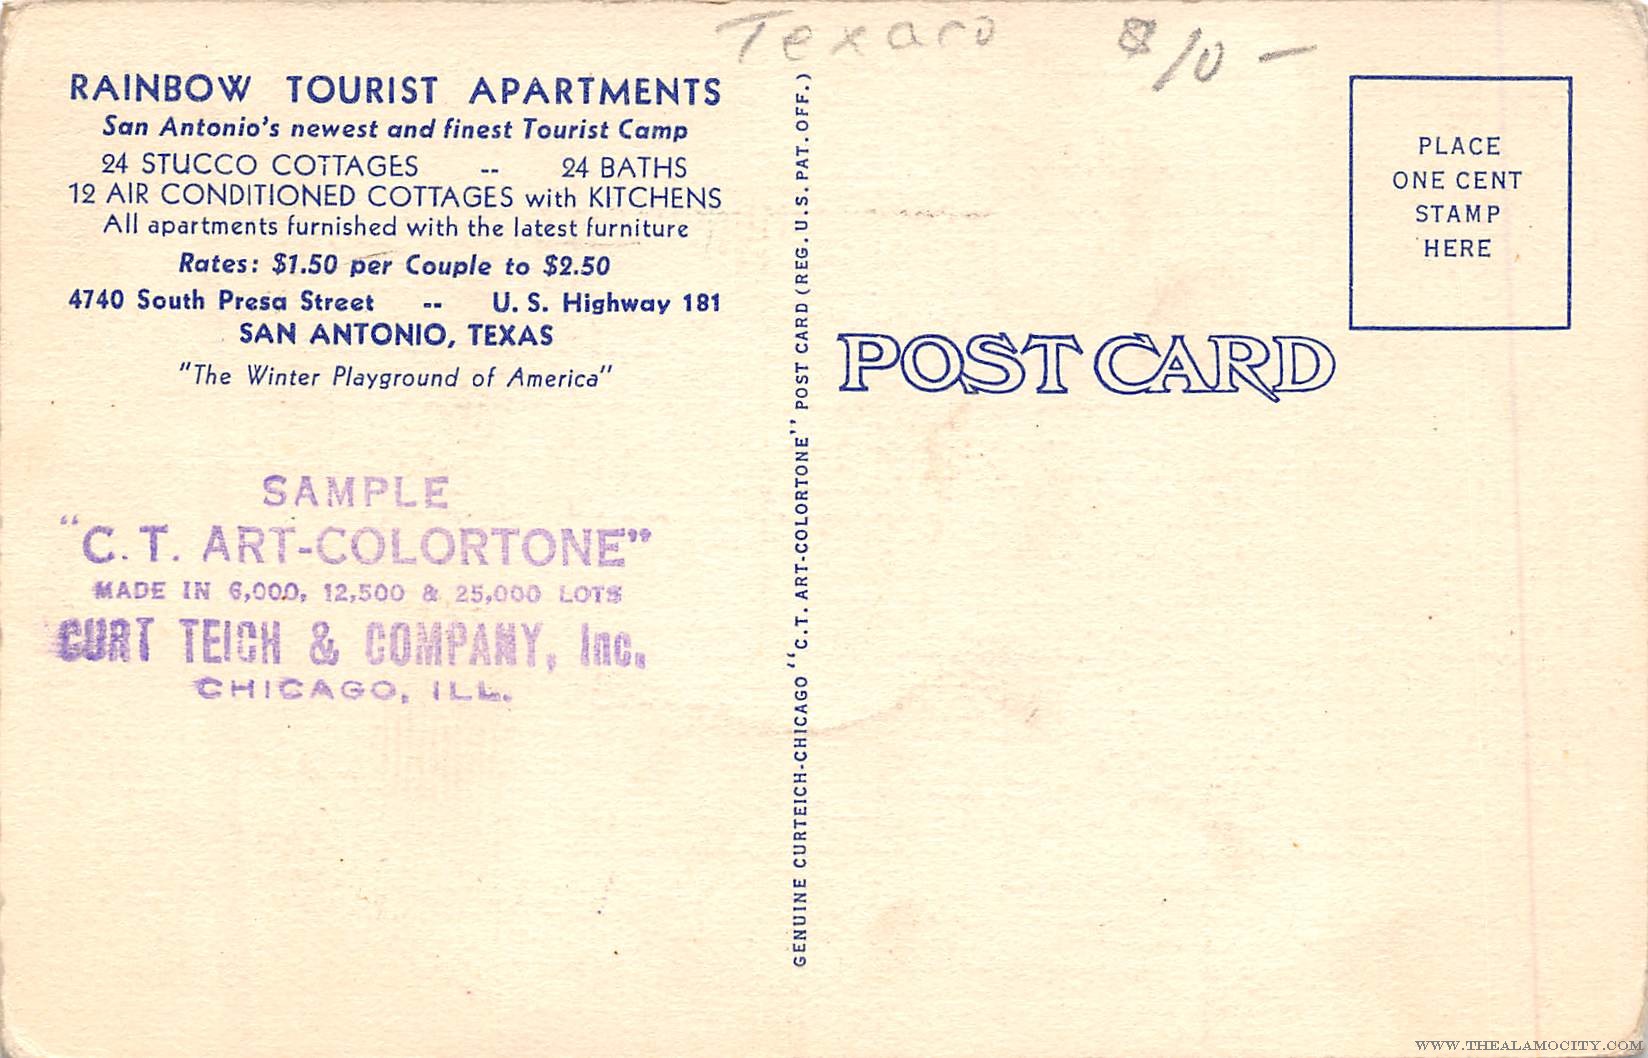 Texaco $10-
RAINBOW TOURIST APARTMENTS
San Antonio's newest and finest Tourist Camp
24 STUCCO COTTAGES -- 24 BATHS
12 AIR CONDITIONED COTTAGES with KITCHENS
All apartments furnished with the latest furniture
Rates: $1.50 per Couple to $2.50
4740 South Presa Street -- U. S. Highway 181
SAN ANTONIO, TEXAS
"The Winter Playground of America"
SAMPLE
"C. T. ART-COLORTONE"
MADE IN 6,000, 12,500 & 25,000 LOTS
CURT TEICH & COMPANY, Inc.
CHICAGO, ILL.
GENUINE CURTEICH-CHICAGO "C. T. ART-COLORTONE" POST CARD (REG. U. S. PAT. OFF.)
PLACE
ONE CENT
STAMP
HERE
POST CARD
WWW.THEALAMOCITY.COM